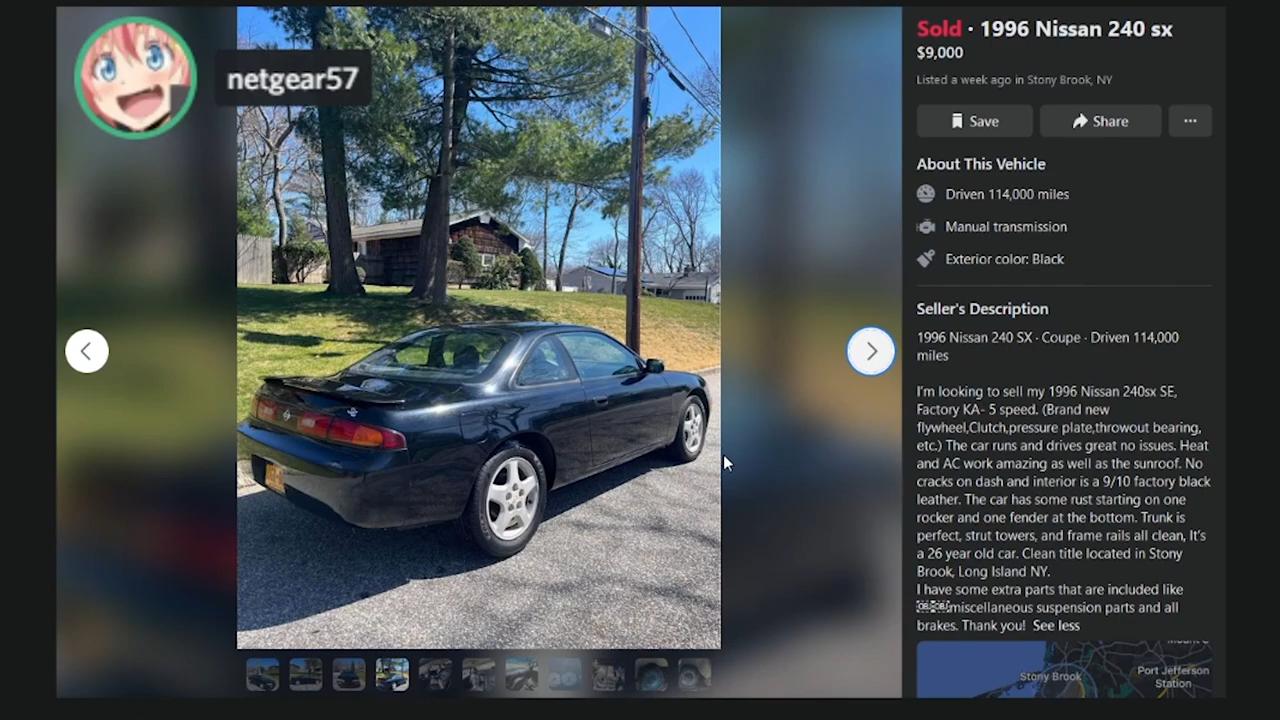 netgear57
Sold · 1996 Nissan 240 sx
$9,000
Listed a week ago in Stony Brook, NY
Save
Share
About This Vehicle
Driven 114,000 miles
Manual transmission
Exterior color: Black
Seller's Description
1996 Nissan 240 SX · Coupe · Driven 114,000
miles
I'm looking to sell my 1996 Nissan 240sx SE,
Factory KA- 5 speed. (Brand new
flywheel,Clutch,pressure plate,throwout bearing,
etc.) The car runs and drives great no issues. Heat
and AC work amazing as well as the sunroof. No
cracks on dash and interior is a 9/10 factory black
leather. The car has some rust starting on one
rocker and one fender at the bottom. Trunk is
perfect, strut towers, and frame rails all clean, It's
a 26 year old car. Clean title located in Stony
Brook, Long Island NY.
I have some extra parts that are included like
miscellaneous suspension parts and all
brakes. Thank you! See less
Stony Brook
Port Jefferson
Station